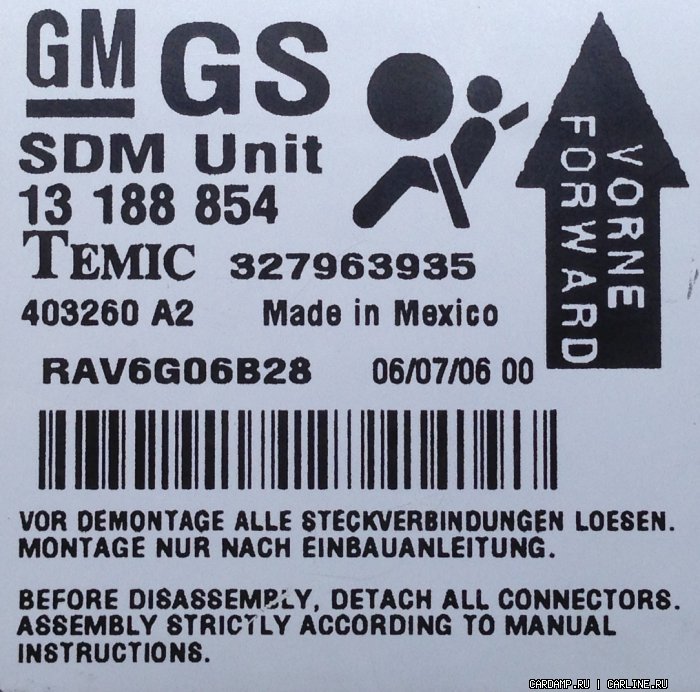 GM GS
SDM Unit
13 188 854
TEMIC 327963935
403260 A2 Made in Mexico
RAV6G06B28 06/07/06 00
VORNE
FORWARD
VOR DEMONTAGE ALLE STECKVERBINDUNGEN LOESEN.
MONTAGE NUR NACH EINBAUANLEITUNG.
BEFORE DISASSEMBLY, DETACH ALL CONNECTORS.
ASSEMBLY STRICTLY ACCORDING TO MANUAL
INSTRUCTIONS.
CARDAMP.RU | CARLINE.RU